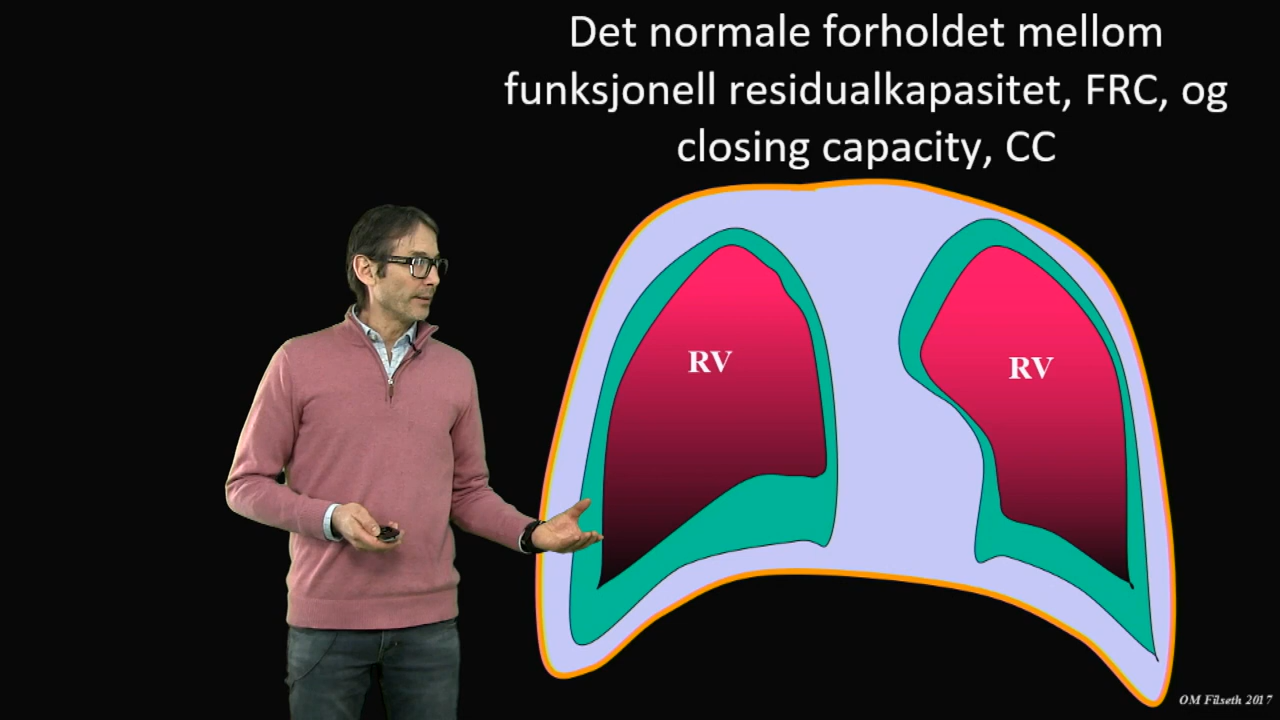 Det normale forholdet mellom
funksjonell residualkapasitet, FRC, og
closing capacity, CC
RV
RV
OM Filseth 2017